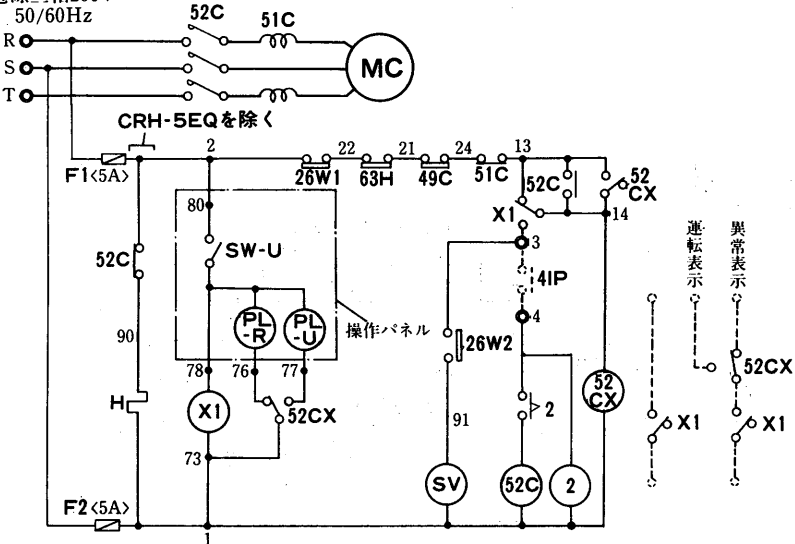 50/60Hz
R
S
T
52C
51C
MC
CRH-5EQを除く
F1<5A>
2
26W1
22
63H
21
49C
24
51C
13
52C
52
CX
X1
14
80
SW-U
3
41P
4
PL
-R
PL
-U
操作パネル
26W2
52C
90
78
76
77
H
X1
52CX
73
91
2
52
CX
SV
52C
2
F2<5A>
1
運転表示
異常表示
52CX
X1
X1